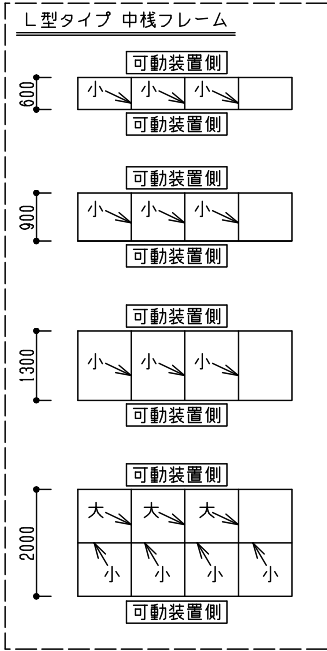 L型タイプ 中桟フレーム
可動装置側
600
小 小 小
可動装置側
可動装置側
900
小 小 小
可動装置側
可動装置側
1300
小 小 小
可動装置側
可動装置側
2000
大 大 大
小 小 小 小
可動装置側